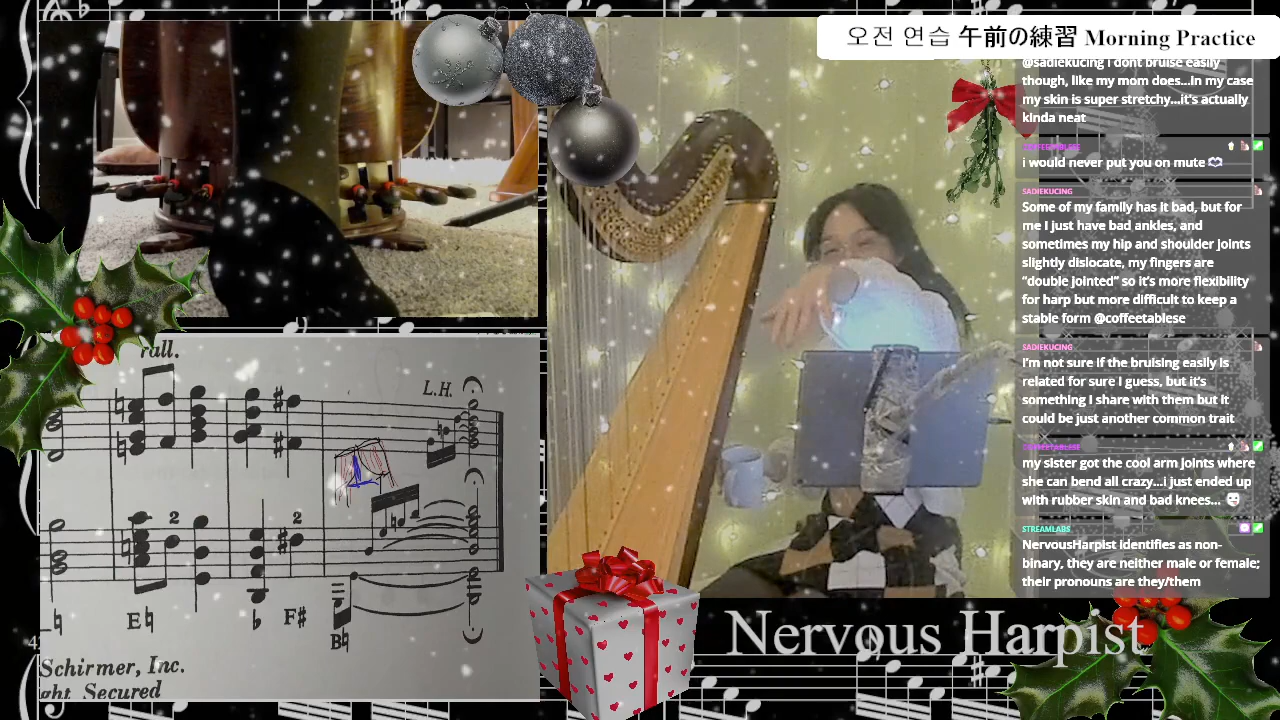 오전 연습 午前の練習 Morning Practice
@sadiekucing i dont bruise easily
though, like my mom does...in my case
my skin is super stretchy...it's actually
kinda neat
COFFEETABLESE
i would never put you on mute
SADIEKUCING
Some of my family has it bad, but for
me I just have bad ankles, and
sometimes my hip and shoulder joints
slightly dislocate, my fingers are
“double jointed” so it's more flexibility
for harp but more difficult to keep a
stable form @coffeetablese
SADIEKUCING
I'm not sure if the bruising easily is
related for sure I guess, but it's
something I share with them but it
could be just another common trait
COFFEETABLESE
my sister got the cool arm joints where
she can bend all crazy...i just ended up
with rubber skin and bad knees...
STREAMLABS
NervousHarpist identifies as non-
binary, they are neither male or female;
their pronouns are they/them
rall.
L.H.
2 2
E♮ ♭ F# B♮
Schirmer, Inc.
ght Secured
Nervous Harpist